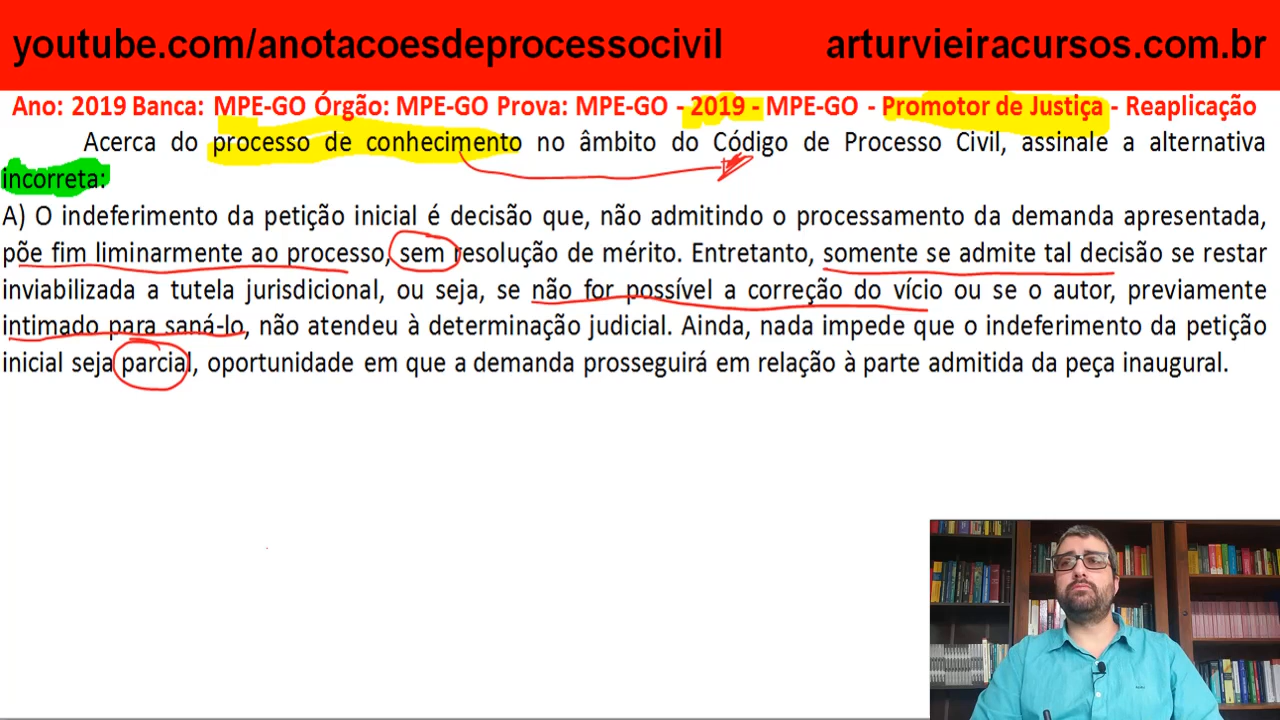 youtube.com/anotacoesdeprocessocivil arturvieiracursos.com.br
Ano: 2019 Banca: MPE-GO Órgão: MPE-GO Prova: MPE-GO - 2019 - MPE-GO - Promotor de Justiça - Reaplicação
Acerca do processo de conhecimento no âmbito do Código de Processo Civil, assinale a alternativa
incorreta:
A) O indeferimento da petição inicial é decisão que, não admitindo o processamento da demanda apresentada,
põe fim liminarmente ao processo, sem resolução de mérito. Entretanto, somente se admite tal decisão se restar
inviabilizada a tutela jurisdicional, ou seja, se não for possível a correção do vício ou se o autor, previamente
intimado para saná-lo, não atendeu à determinação judicial. Ainda, nada impede que o indeferimento da petição
inicial seja parcial, oportunidade em que a demanda prosseguirá em relação à parte admitida da peça inaugural.